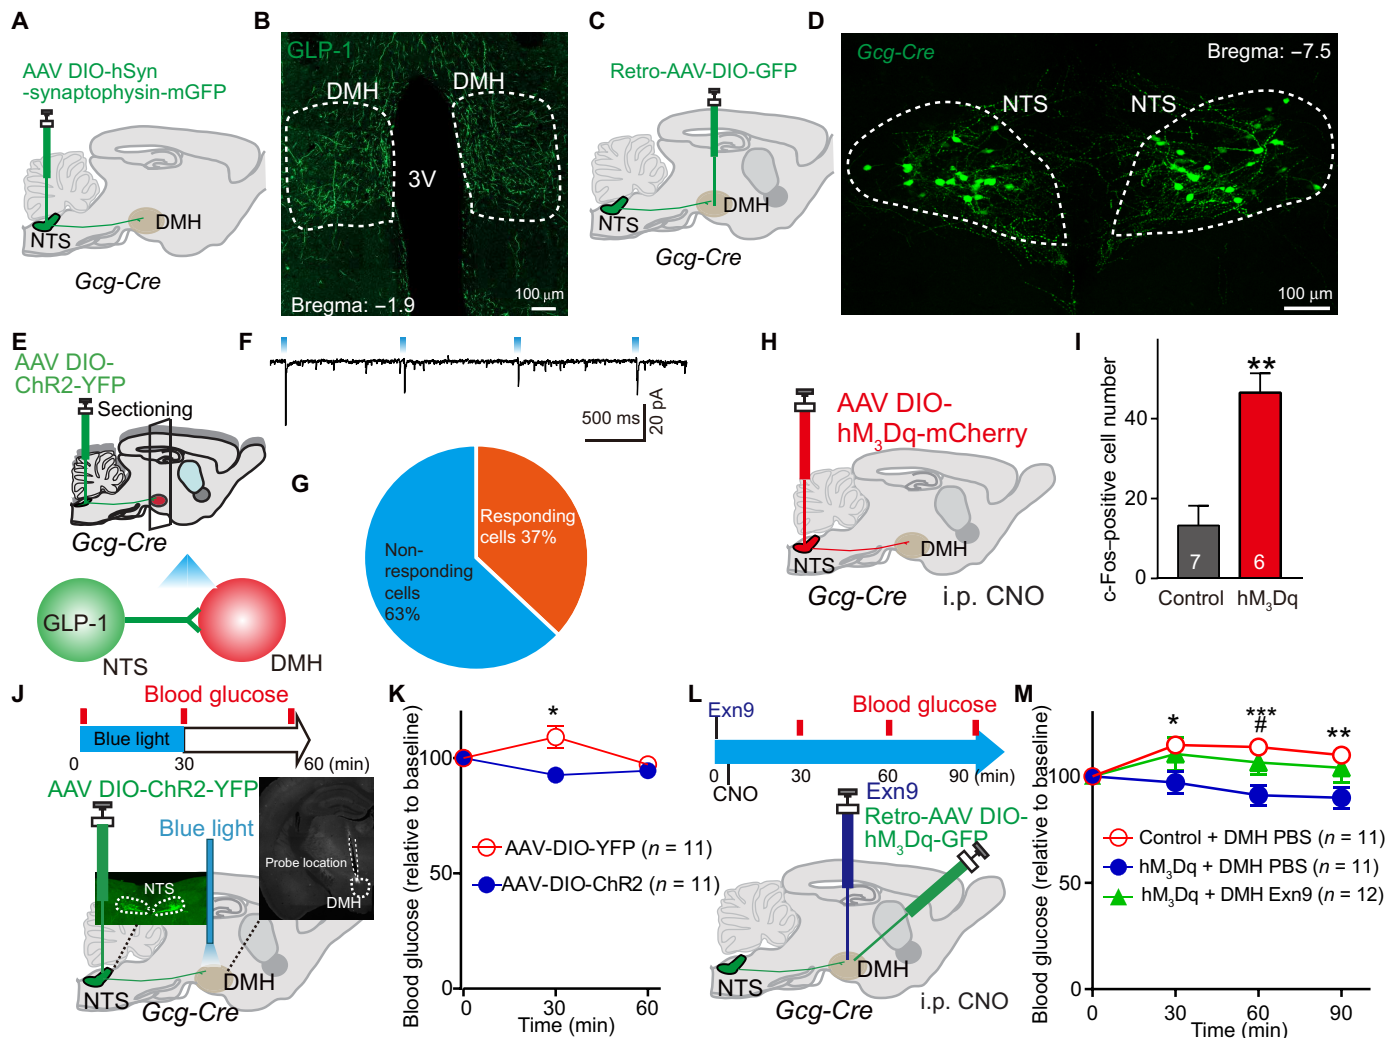 A
AAV DIO-hSyn
-synaptophysin-mGFP
NTS
DMH
Gcg-Cre
B
GLP-1
DMH
DMH
3V
Bregma: −1.9
100 μm
C
Retro-AAV-DIO-GFP
NTS
DMH
Gcg-Cre
D
Gcg-Cre
Bregma: −7.5
NTS
NTS
100 μm
E
AAV DIO-
ChR2-YFP
Sectioning
Gcg-Cre
GLP-1
NTS
DMH
F
500 ms
20 pA
G
Responding
cells 37%
Non-
responding
cells
63%
H
AAV DIO-
hM3Dq-mCherry
NTS
DMH
Gcg-Cre
i.p. CNO
I
c-Fos–positive cell number
40
20
0
**
7
6
Control
hM3Dq
J
Blood glucose
Blue light
0
30
60 (min)
AAV DIO-ChR2-YFP
Blue light
Probe location
DMH
NTS
NTS
DMH
Gcg-Cre
K
Blood glucose (relative to baseline)
100
50
0
*
AAV-DIO-YFP (n = 11)
AAV-DIO-ChR2 (n = 11)
0
30
60
Time (min)
L
Exn9
Blood glucose
0
30
60
90 (min)
CNO
Exn9
Retro-AAV DIO-
hM3Dq-GFP
NTS
DMH
Gcg-Cre
i.p. CNO
M
Blood glucose (relative to baseline)
100
50
0
*
***
#
**
Control + DMH PBS (n = 11)
hM3Dq + DMH PBS (n = 11)
hM3Dq + DMH Exn9 (n = 12)
0
30
60
90
Time (min)